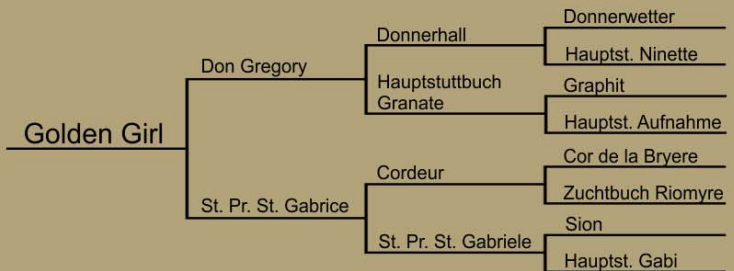 Donnerwetter
Donnerhall
Hauptst. Ninette
Don Gregory
Hauptstuttbuch
Granate
Graphit
Hauptst. Aufnahme
Golden Girl
Cor de la Bryere
Cordeur
Zuchtbuch Riomyre
St. Pr. St. Gabrice
Sion
St. Pr. St. Gabriele
Hauptst. Gabi